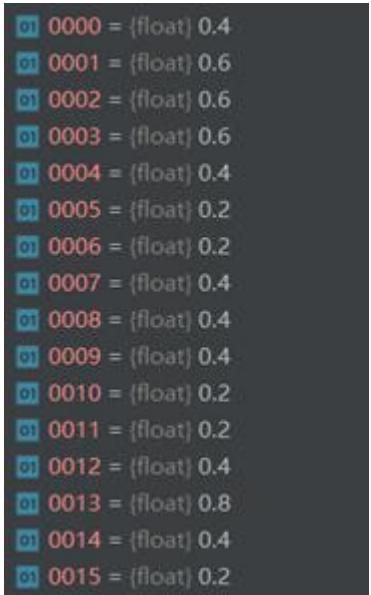 01 0000 = {float} 0.4
01 0001 = {float} 0.6
01 0002 = {float} 0.6
01 0003 = {float} 0.6
01 0004 = {float} 0.4
01 0005 = {float} 0.2
01 0006 = {float} 0.2
01 0007 = {float} 0.4
01 0008 = {float} 0.4
01 0009 = {float} 0.4
01 0010 = {float} 0.2
01 0011 = {float} 0.2
01 0012 = {float} 0.4
01 0013 = {float} 0.8
01 0014 = {float} 0.4
01 0015 = {float} 0.2